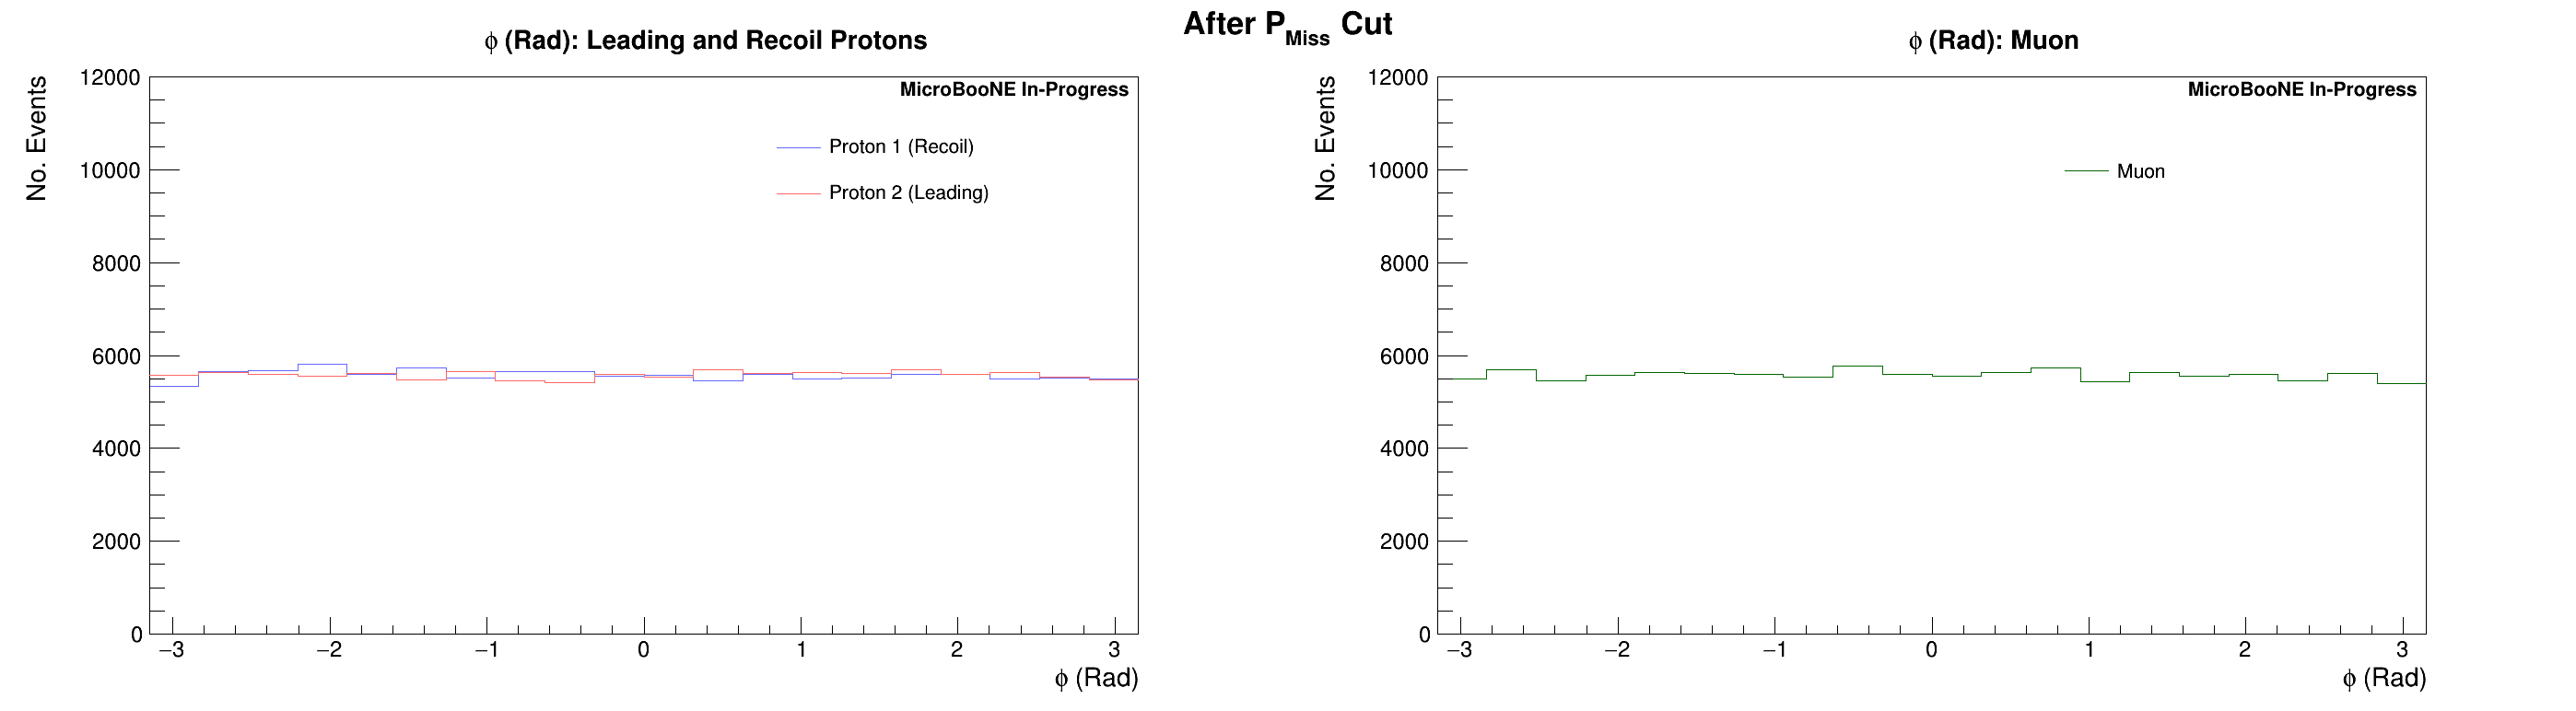 After P_Miss Cut
ϕ (Rad): Leading and Recoil Protons
No. Events
12000
10000
8000
6000
4000
2000
0
MicroBooNE In-Progress
Proton 1 (Recoil)
Proton 2 (Leading)
−3 −2 −1 0 1 2 3
ϕ (Rad)
ϕ (Rad): Muon
No. Events
12000
10000
8000
6000
4000
2000
0
MicroBooNE In-Progress
Muon
−3 −2 −1 0 1 2 3
ϕ (Rad)